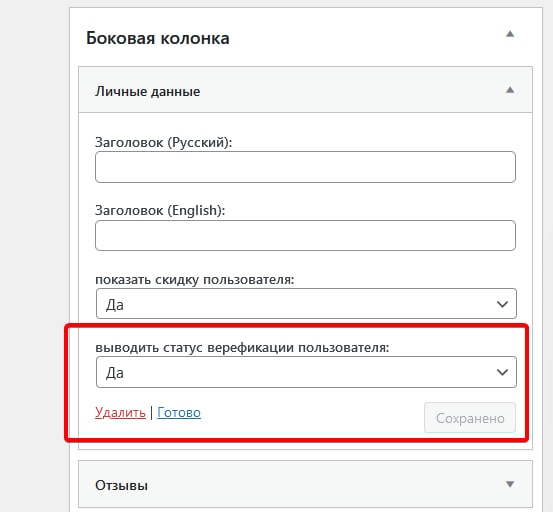 Боковая колонка
Личные данные
Заголовок (Русский):
Заголовок (English):
показать скидку пользователя:
Да
выводить статус верефикации пользователя:
Да
Удалить | Готово
Сохранено
Отзывы